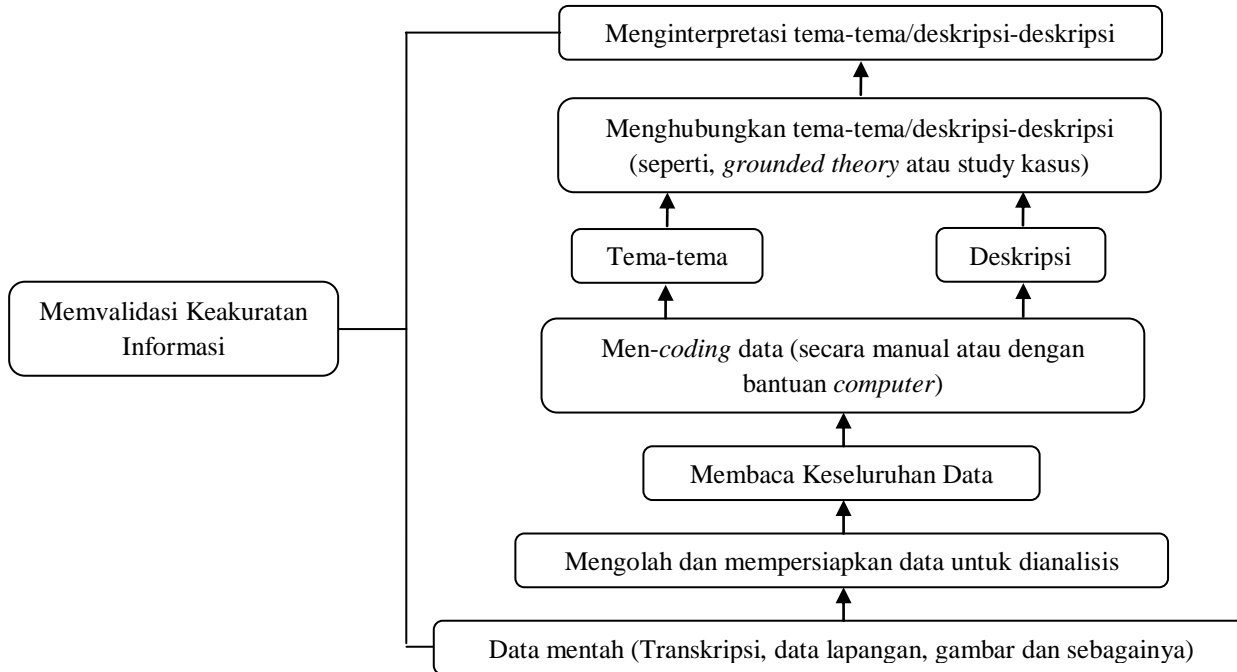 Menginterpretasi tema-tema/deskripsi-deskripsi
Menghubungkan tema-tema/deskripsi-deskripsi
(seperti, grounded theory atau study kasus)
Tema-tema
Deskripsi
Memvalidasi Keakuratan
Informasi
Men-coding data (secara manual atau dengan
bantuan computer)
Membaca Keseluruhan Data
Mengolah dan mempersiapkan data untuk dianalisis
Data mentah (Transkripsi, data lapangan, gambar dan sebagainya)